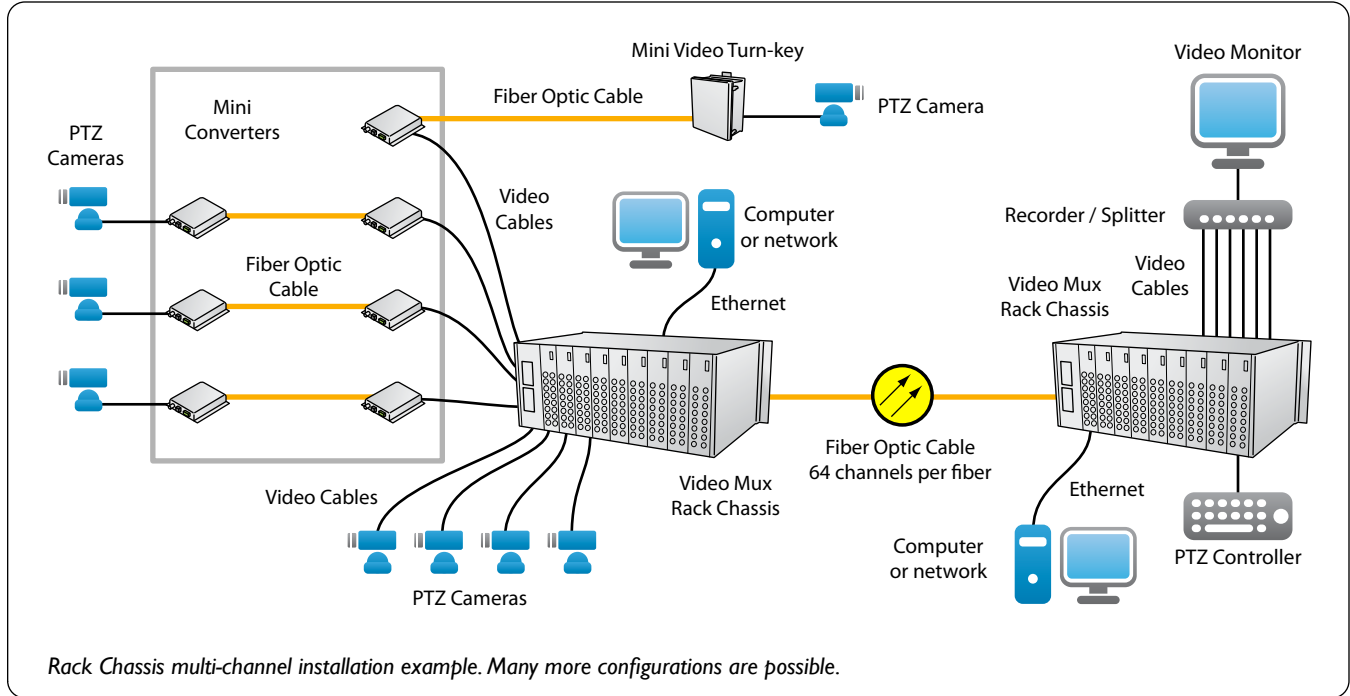 Mini Video Turn-key
Video Monitor
Fiber Optic Cable
Mini
Converters
PTZ Camera
PTZ
Cameras
Video
Cables
Computer
or network
Recorder / Splitter
Fiber Optic
Cable
Video
Cables
Video Mux
Rack Chassis
Ethernet
Fiber Optic Cable
64 channels per fiber
Video Mux
Rack Chassis
Video Cables
Ethernet
Computer
or network
PTZ Controller
PTZ Cameras
Rack Chassis multi-channel installation example. Many more configurations are possible.